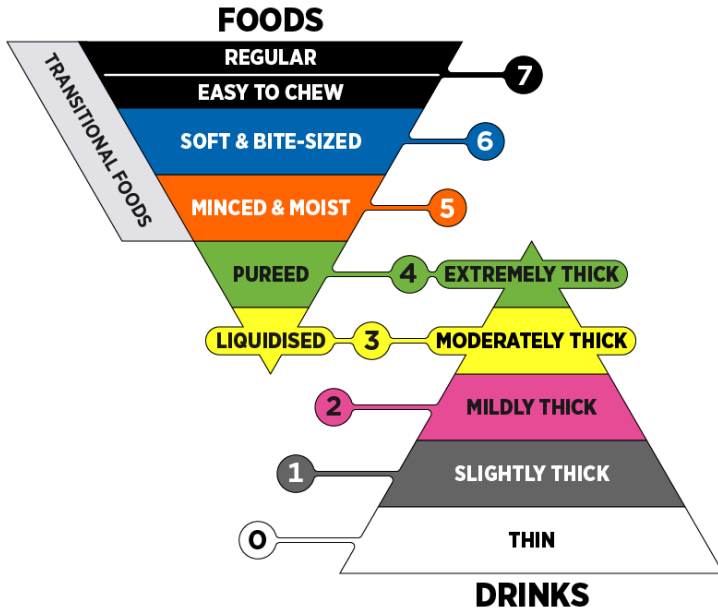 FOODS
TRANSITIONAL FOODS
REGULAR
7
EASY TO CHEW
SOFT & BITE-SIZED
6
MINCED & MOIST
5
PUREED
4
EXTREMELY THICK
LIQUIDISED
3
MODERATELY THICK
2
MILDLY THICK
1
SLIGHTLY THICK
0
THIN
DRINKS